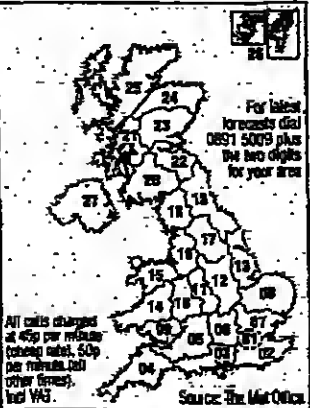 26
For latest
forecasts dial
0891 5009 plus
the two digits
for your area
25
24
23
21
22
20
27
18
19
17
16
13
15
12
14
11
10
08
09
07
06
05
01
02
03
04
All calls charged
at 45p per minute
(cheap rate), 50p
per minute (all
other times).
Incl VAT.
Source: The Met Office